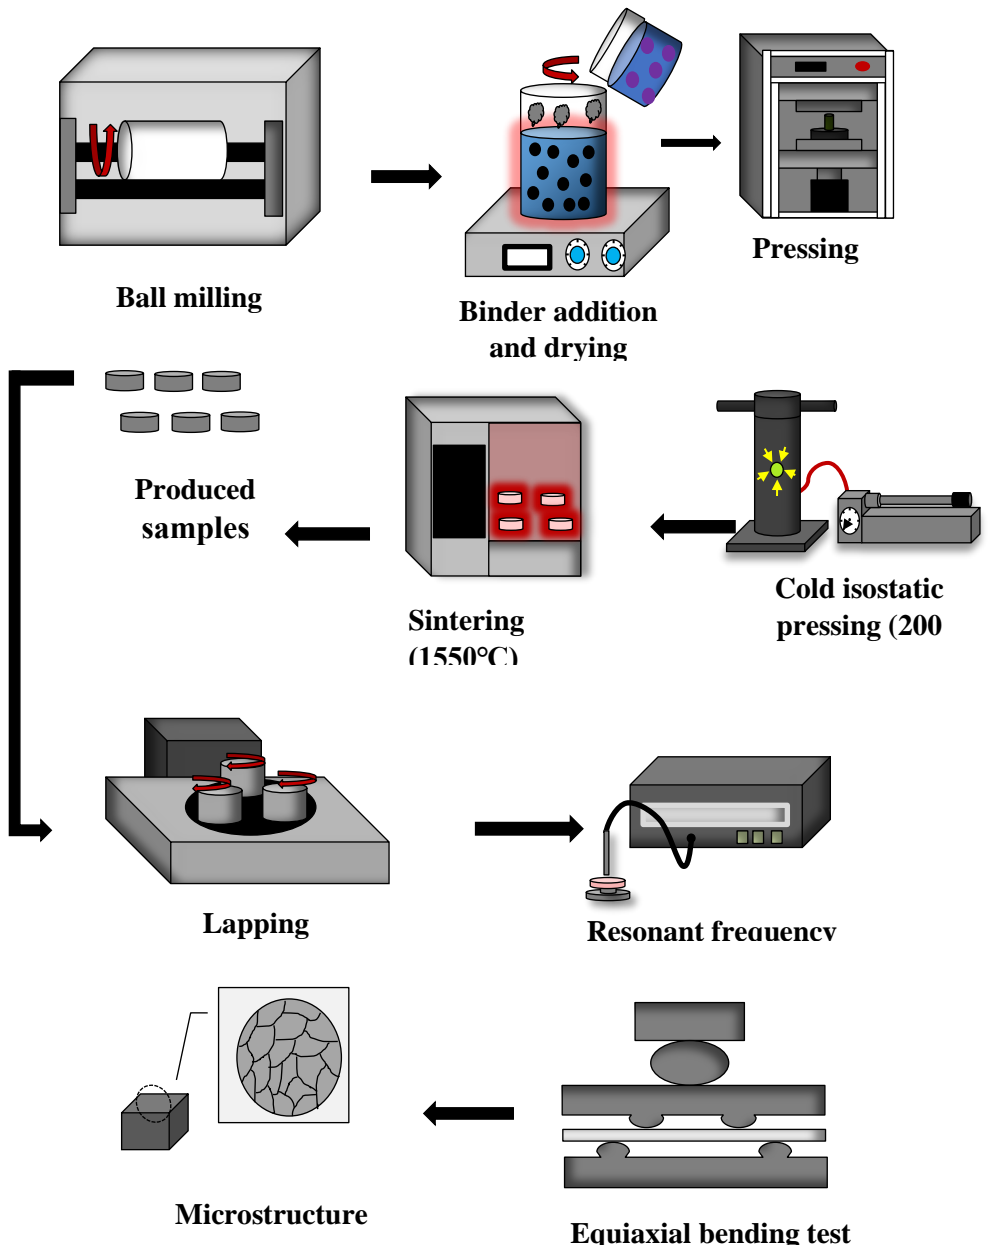 Ball milling
Binder addition
and drying
Pressing
Produced
samples
Sintering
(1550°C)
Cold isostatic
pressing (200
Lapping
Resonant frequency
Microstructure
Equiaxial bending test